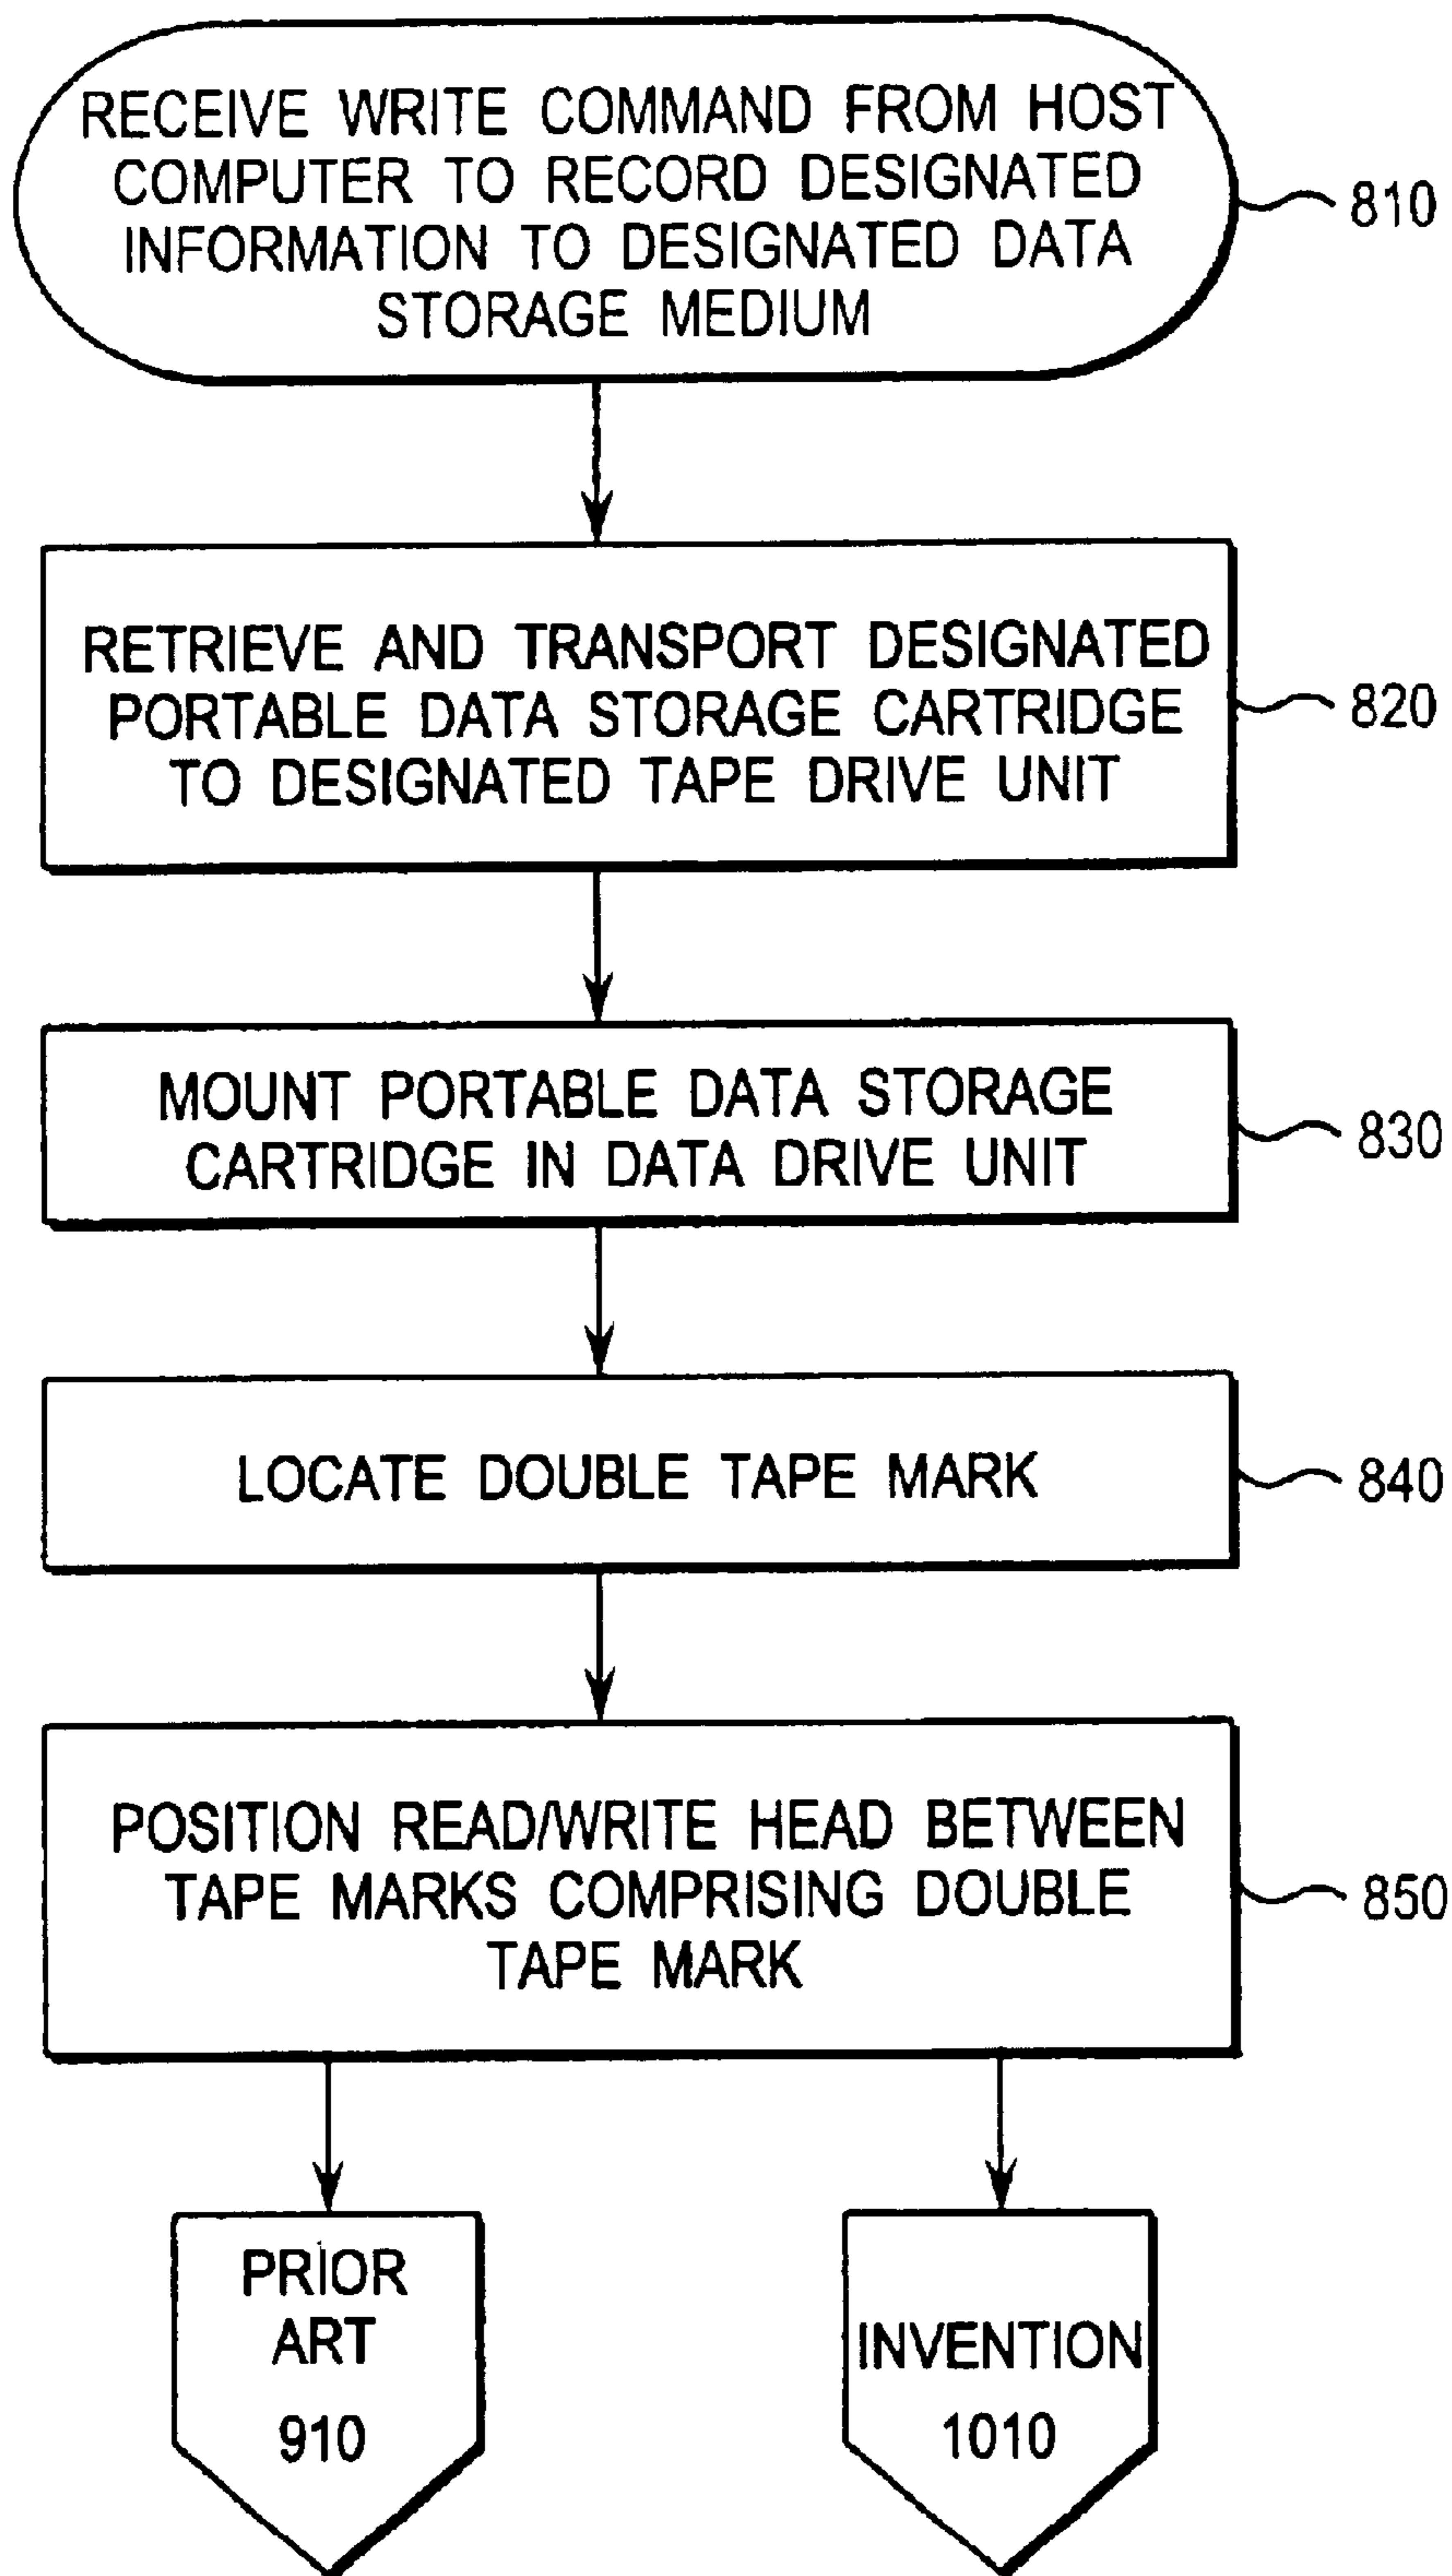 RECEIVE WRITE COMMAND FROM HOST
COMPUTER TO RECORD DESIGNATED
INFORMATION TO DESIGNATED DATA
STORAGE MEDIUM
810
RETRIEVE AND TRANSPORT DESIGNATED
PORTABLE DATA STORAGE CARTRIDGE
TO DESIGNATED TAPE DRIVE UNIT
820
MOUNT PORTABLE DATA STORAGE
CARTRIDGE IN DATA DRIVE UNIT
830
LOCATE DOUBLE TAPE MARK
840
POSITION READ/WRITE HEAD BETWEEN
TAPE MARKS COMPRISING DOUBLE
TAPE MARK
850
PRIOR
ART
910
INVENTION
1010